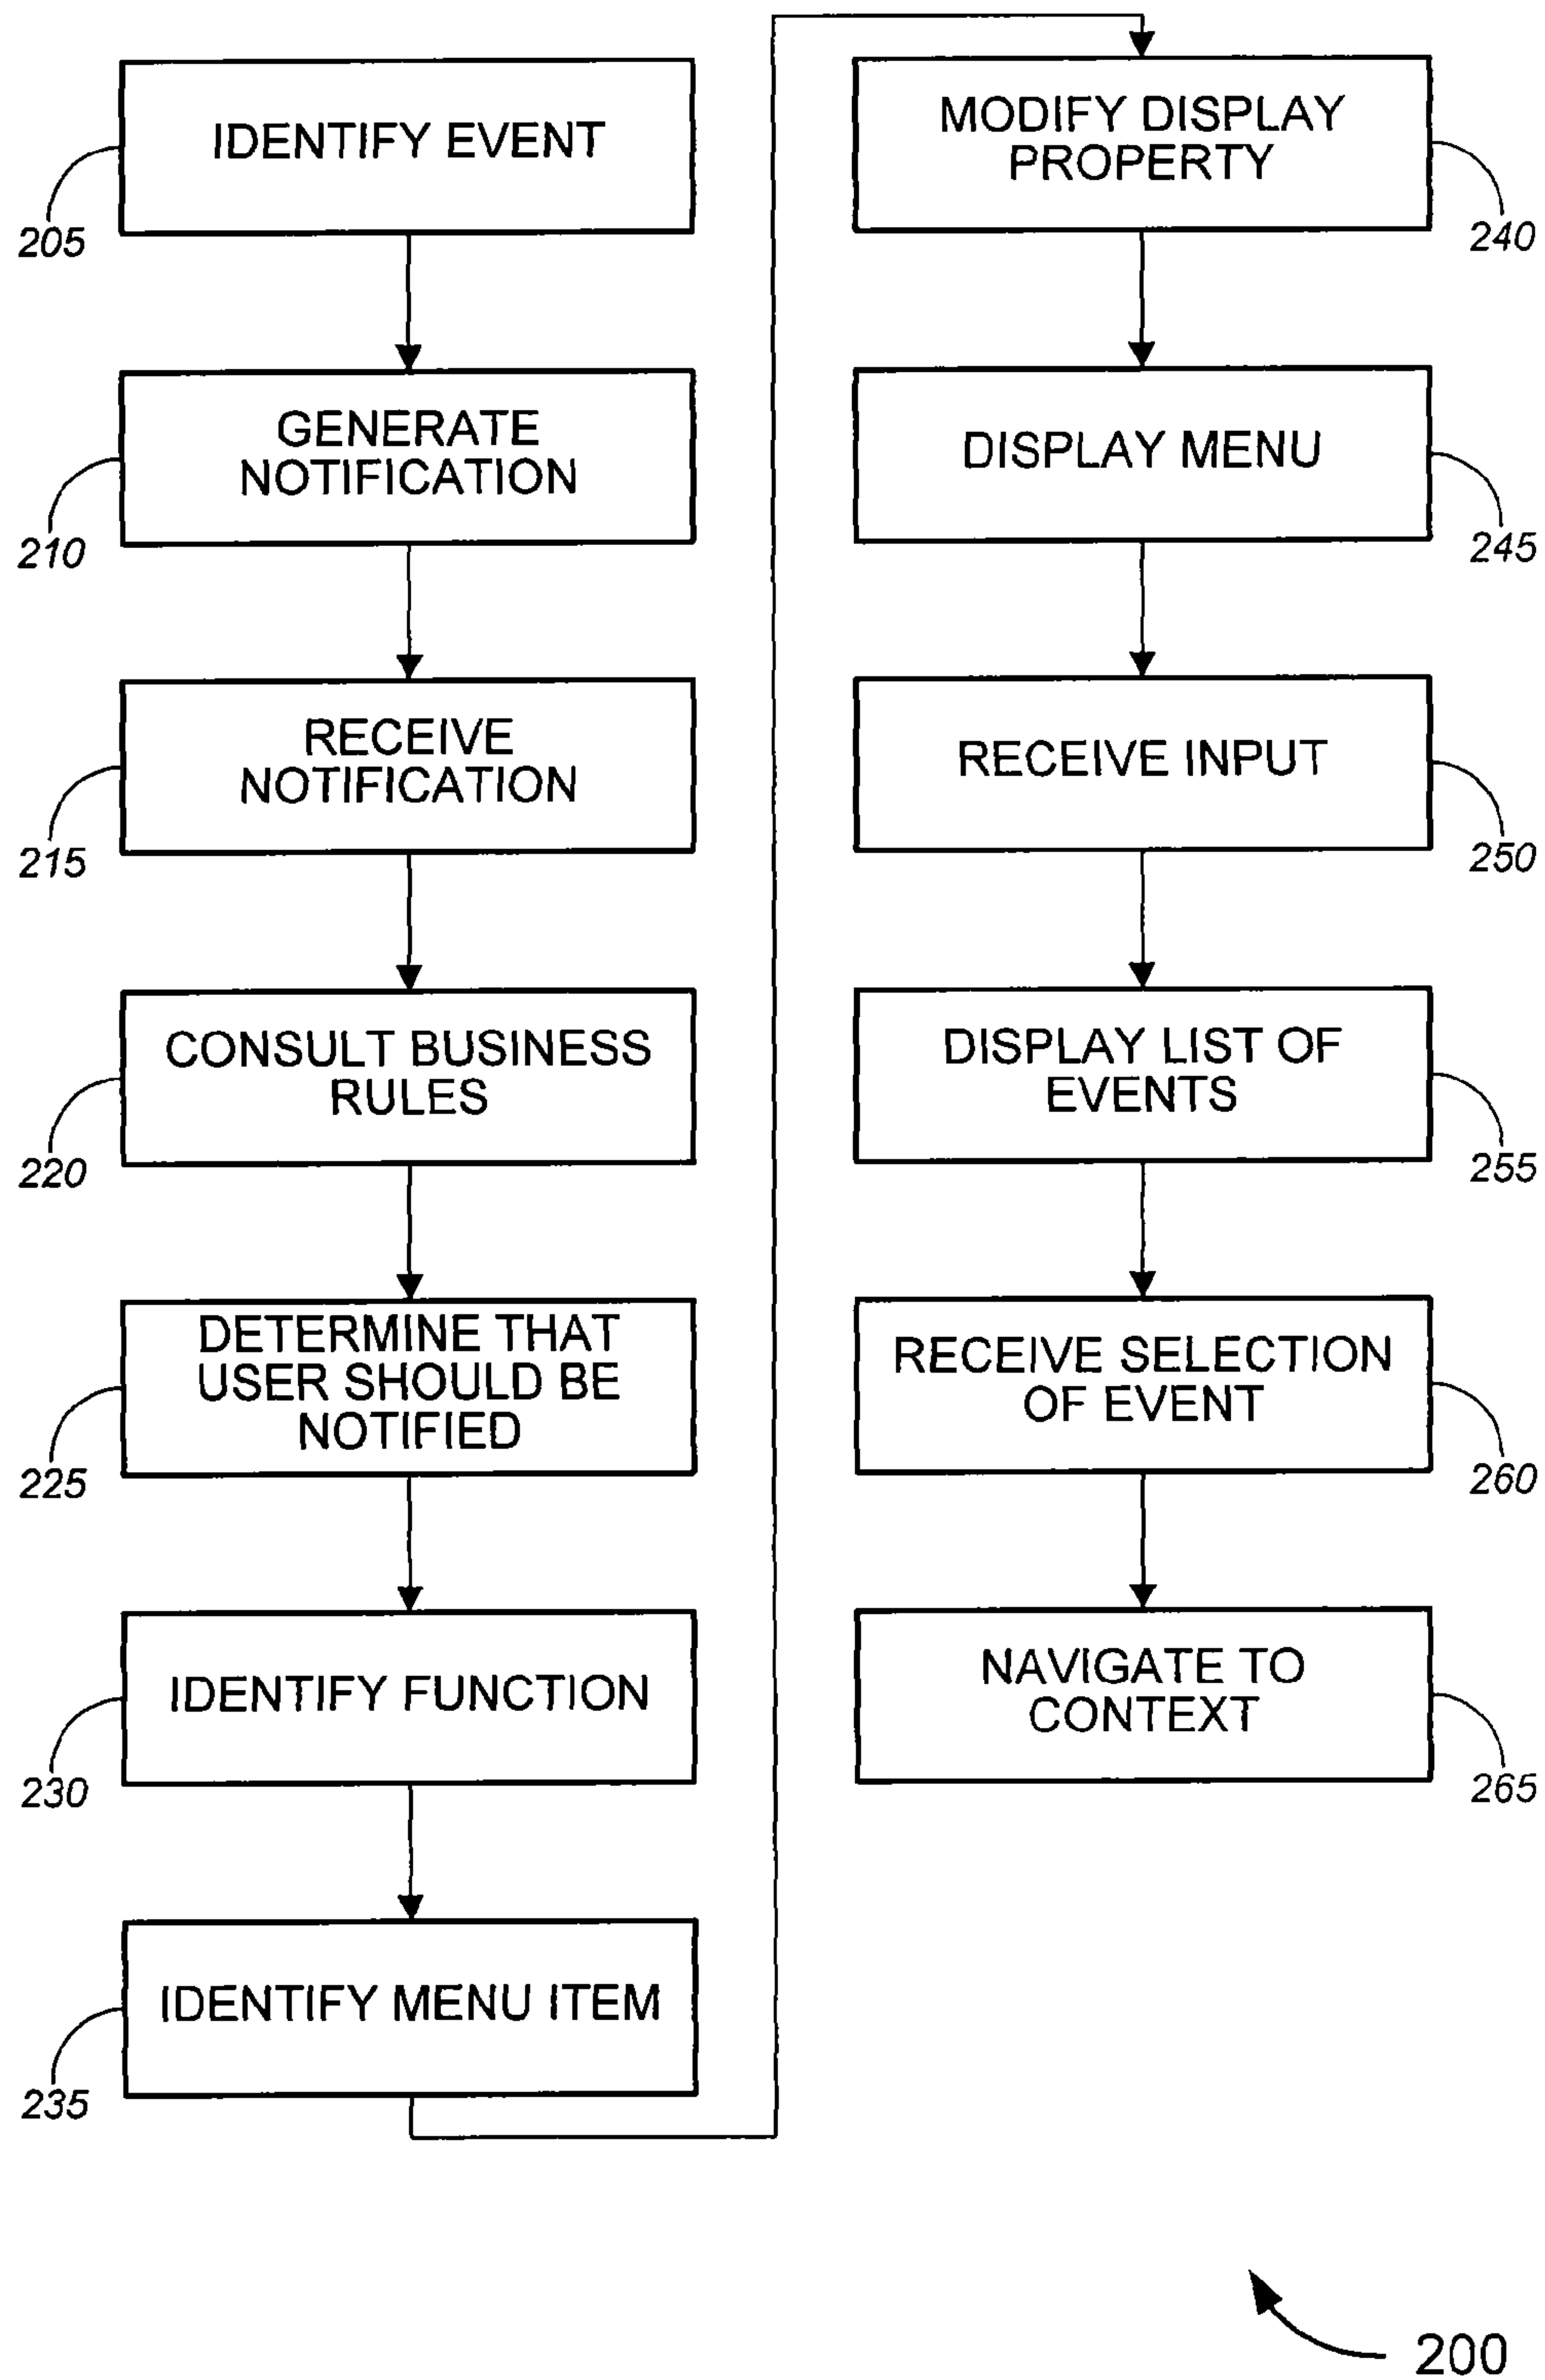 IDENTIFY EVENT
205
GENERATE
NOTIFICATION
210
RECEIVE
NOTIFICATION
215
CONSULT BUSINESS
RULES
220
DETERMINE THAT
USER SHOULD BE
NOTIFIED
225
IDENTIFY FUNCTION
230
IDENTIFY MENU ITEM
235
MODIFY DISPLAY
PROPERTY
240
DISPLAY MENU
245
RECEIVE INPUT
250
DISPLAY LIST OF
EVENTS
255
RECEIVE SELECTION
OF EVENT
260
NAVIGATE TO
CONTEXT
265
200